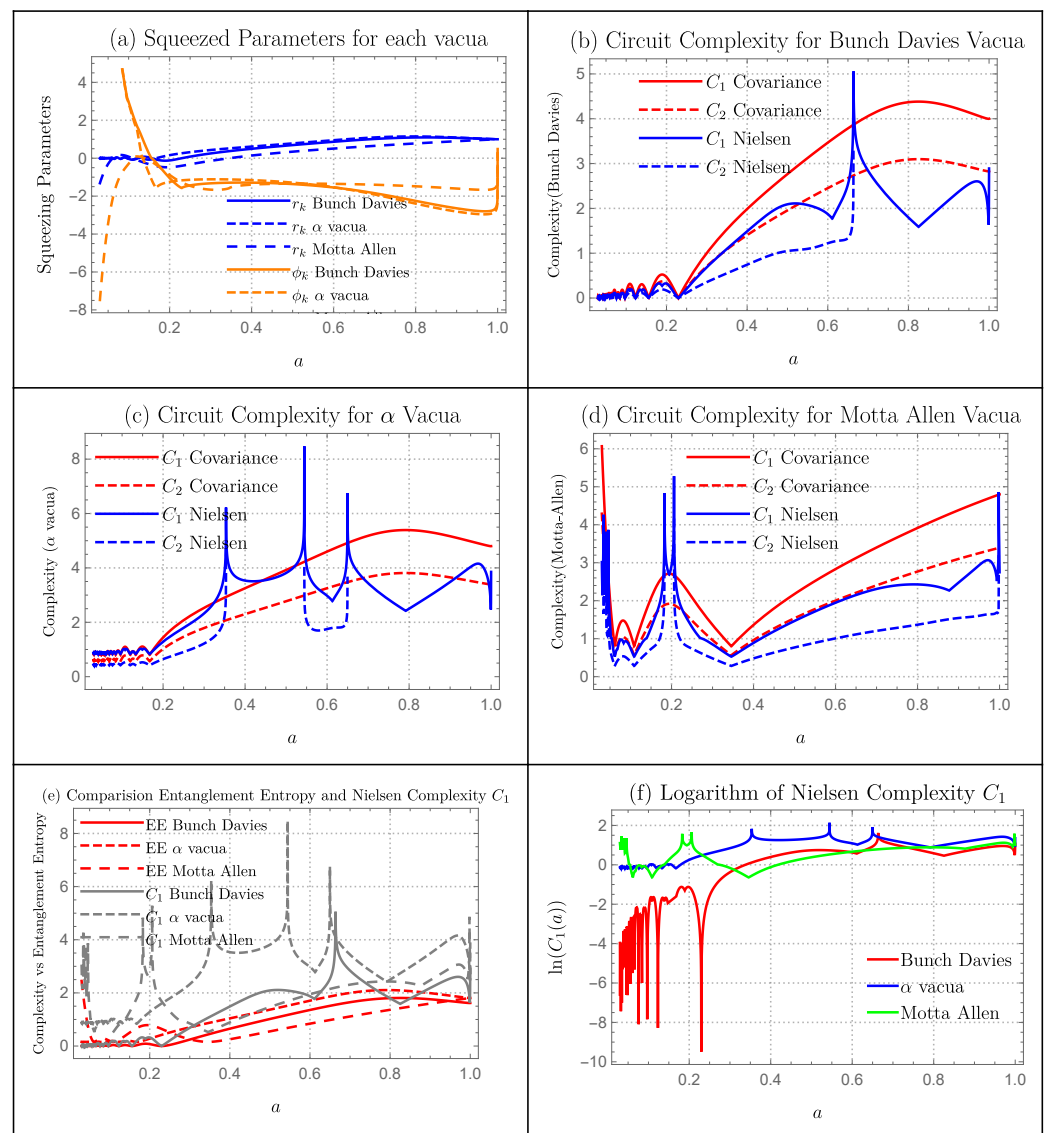 (a) Squeezed Parameters for each vacua
Squeezing Parameters
4
2
0
−2
−4
−6
−8
r_k Bunch Davies
r_k α vacua
r_k Motta Allen
ϕ_k Bunch Davies
ϕ_k α vacua
0.2 0.4 0.6 0.8 1.0
a
(b) Circuit Complexity for Bunch Davies Vacuum
Complexity(Bunch Davies)
5
4
3
2
1
0
C_1 Covariance
C_2 Covariance
C_1 Nielsen
C_2 Nielsen
0.2 0.4 0.6 0.8 1.0
a
(c) Circuit Complexity for α Vacua
Complexity (α vacua)
8
6
4
2
0
C_1 Covariance
C_2 Covariance
C_1 Nielsen
C_2 Nielsen
0.2 0.4 0.6 0.8 1.0
a
(d) Circuit Complexity for Motta Allen Vacua
Complexity(Motta-Allen)
6
5
4
3
2
1
0
C_1 Covariance
C_2 Covariance
C_1 Nielsen
C_2 Nielsen
0.2 0.4 0.6 0.8 1.0
a
(e) Comparision Entanglement Entropy and Nielsen Complexity C_1
Complexity vs Entanglement Entropy
8
6
4
2
0
EE Bunch Davies
EE α vacua
EE Motta Allen
C_1 Bunch Davies
C_1 α vacua
C_1 Motta Allen
0.2 0.4 0.6 0.8 1.0
a
(f) Logarithm of Nielsen Complexity C_1
ln(C_1(a))
2
0
−2
−4
−6
−8
−10
Bunch Davies
α vacua
Motta Allen
0.2 0.4 0.6 0.8 1.0
a